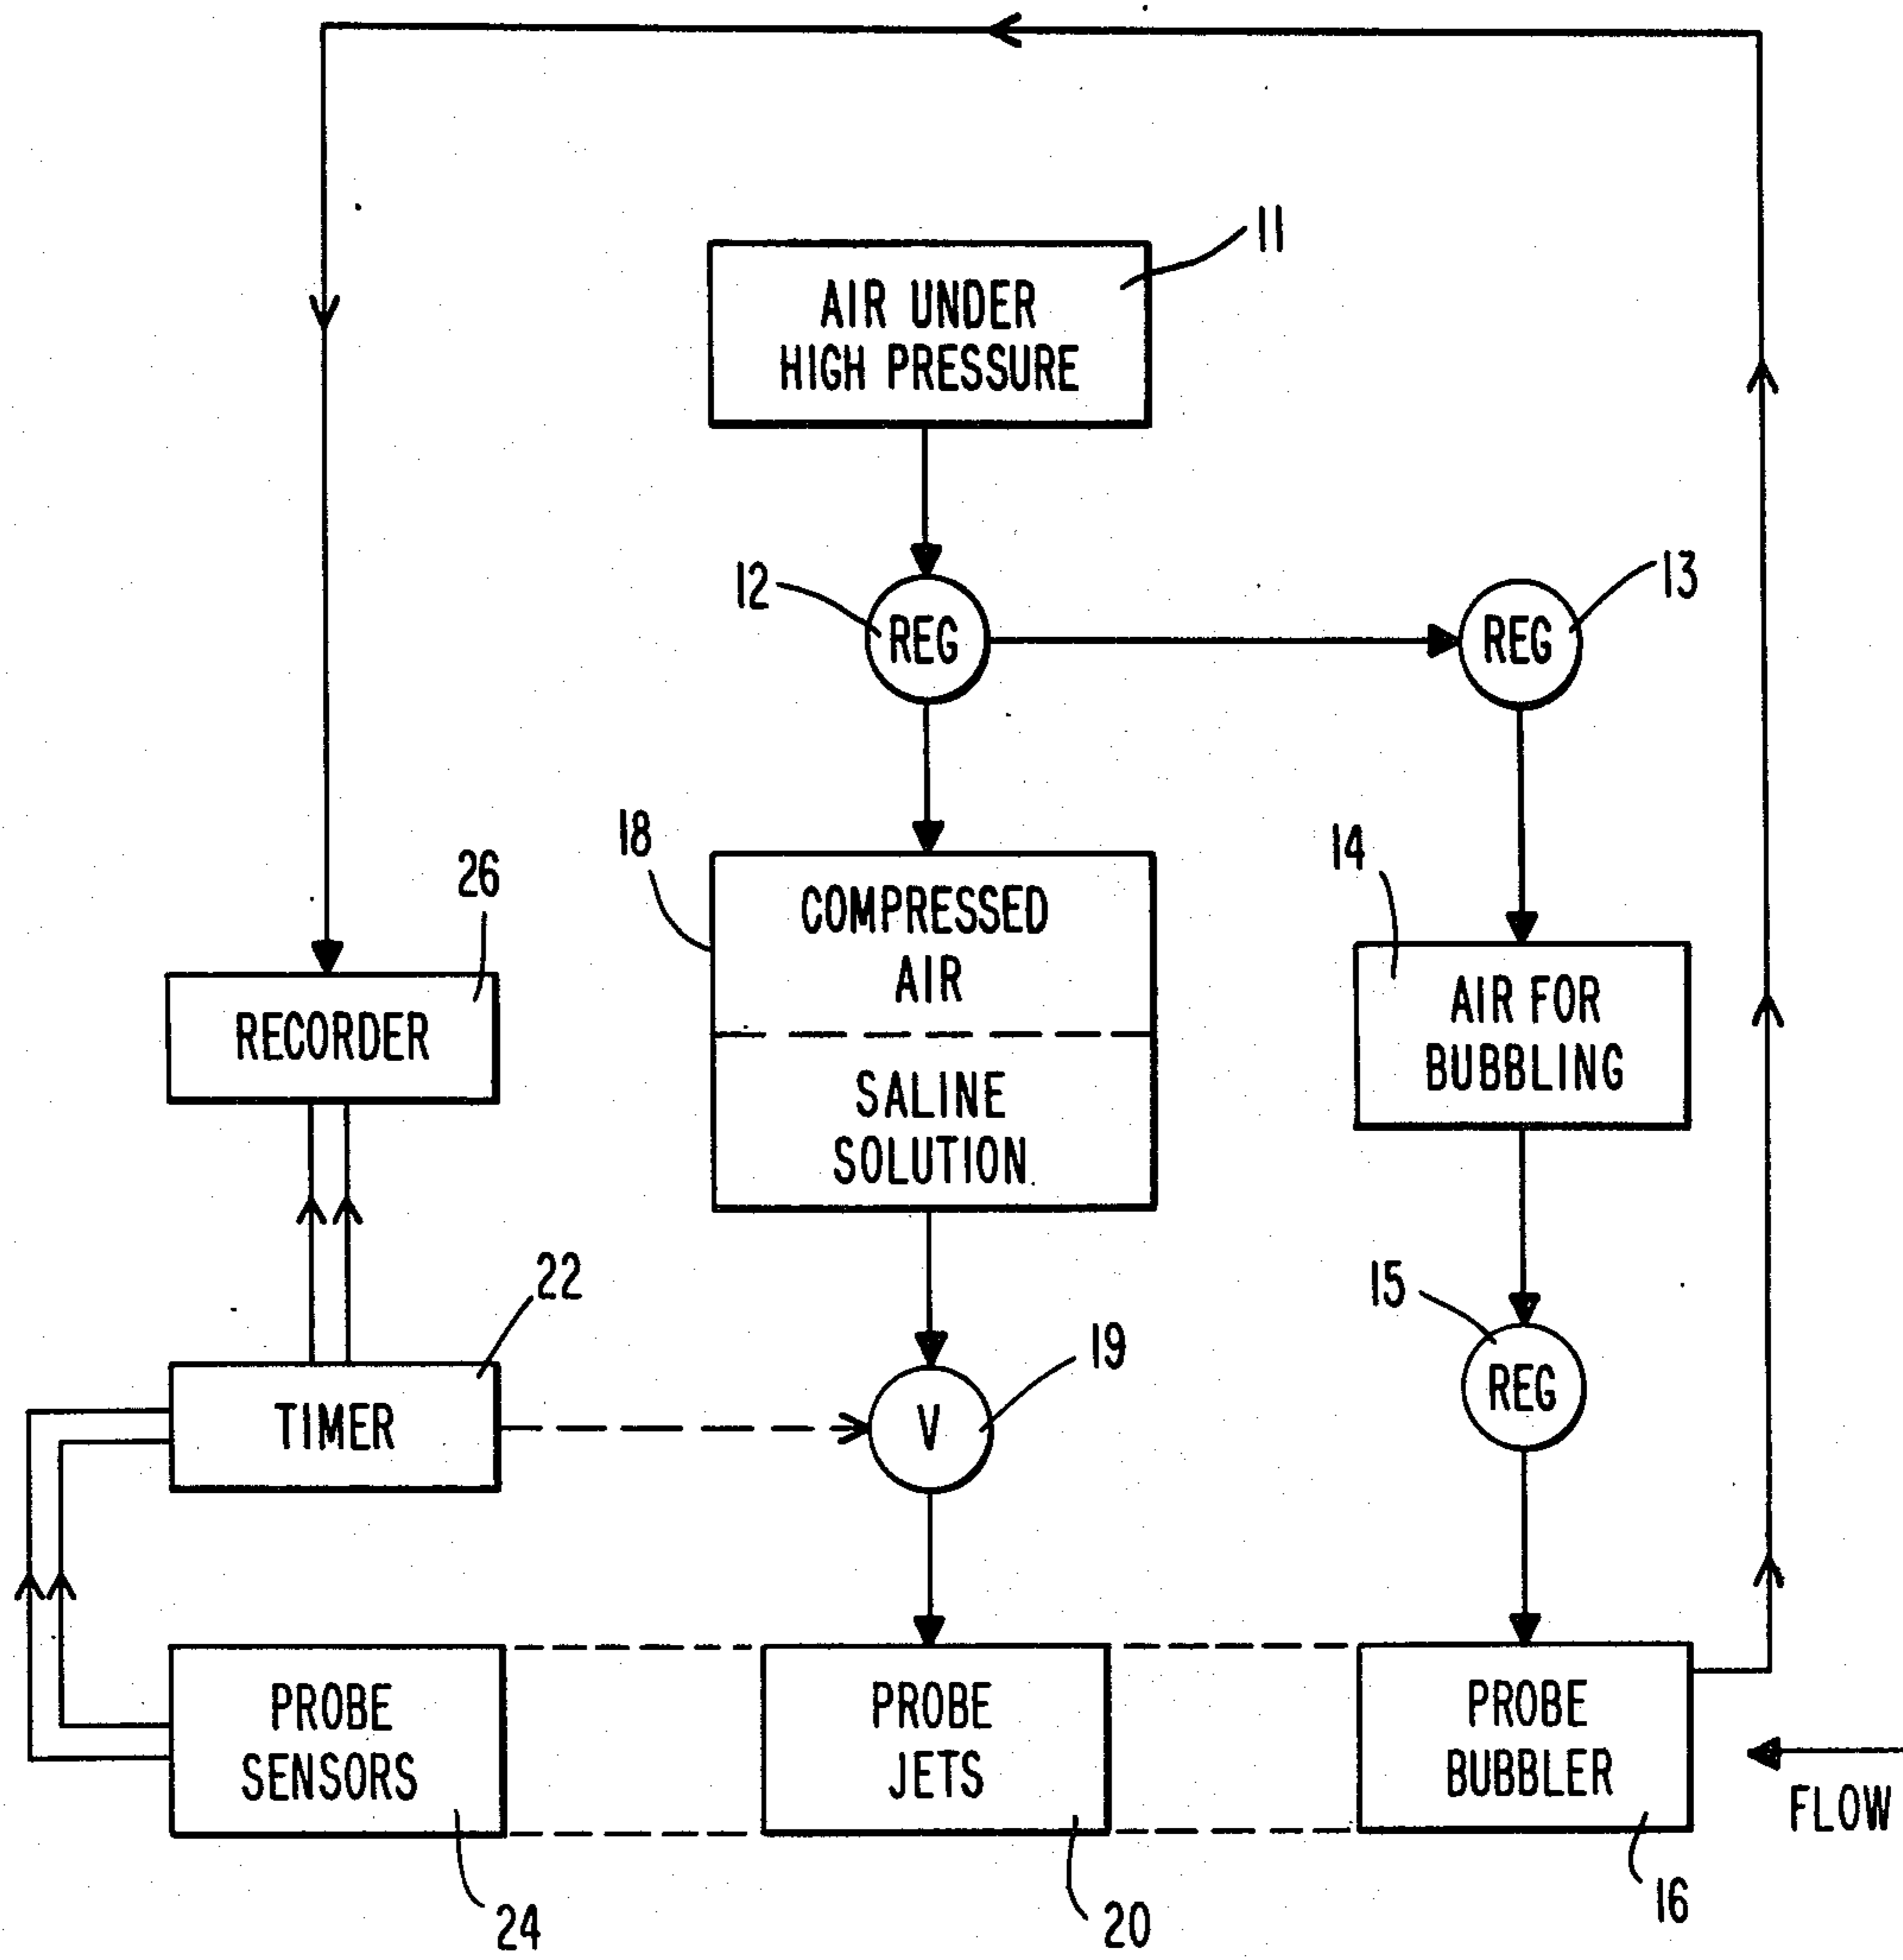 11
AIR UNDER
HIGH PRESSURE
12
REG
13
REG
18
COMPRESSED
AIR
SALINE
SOLUTION
14
AIR FOR
BUBBLING
26
RECORDER
22
TIMER
19
V
15
REG
PROBE
SENSORS
24
PROBE
JETS
20
PROBE
BUBBLER
16
FLOW